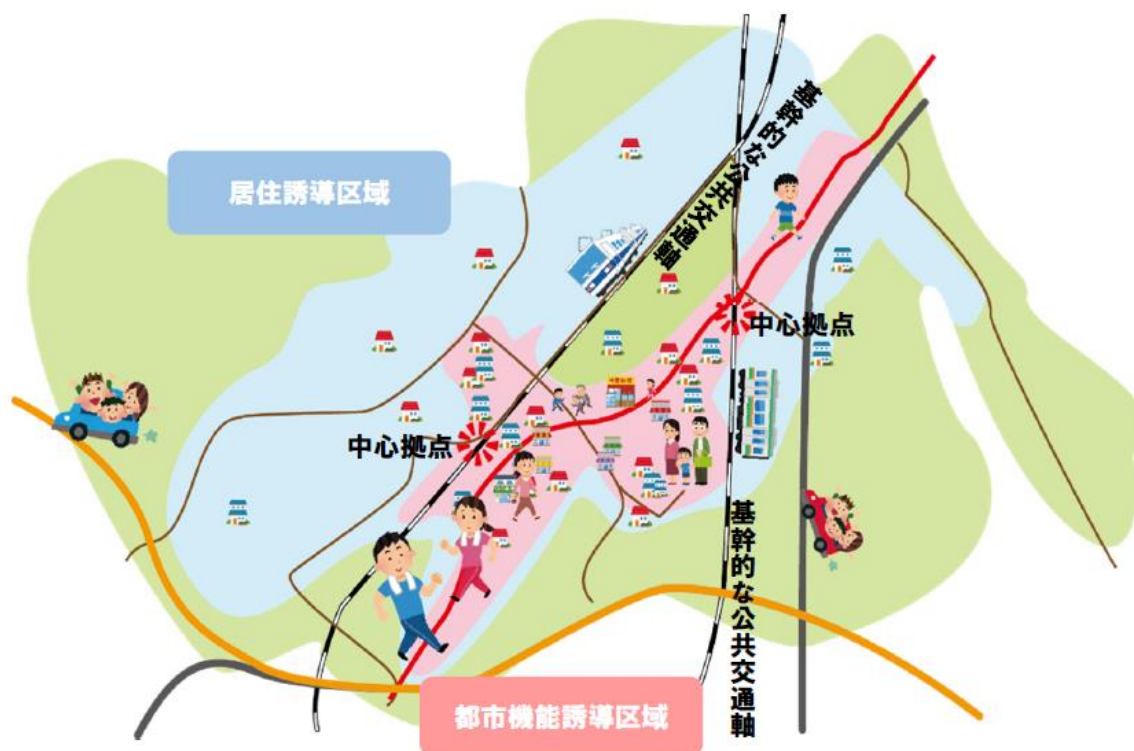 基幹的な公共交通軸
居住誘導区域
中心拠点
中心拠点
基幹的な公共交通軸
都市機能誘導区域